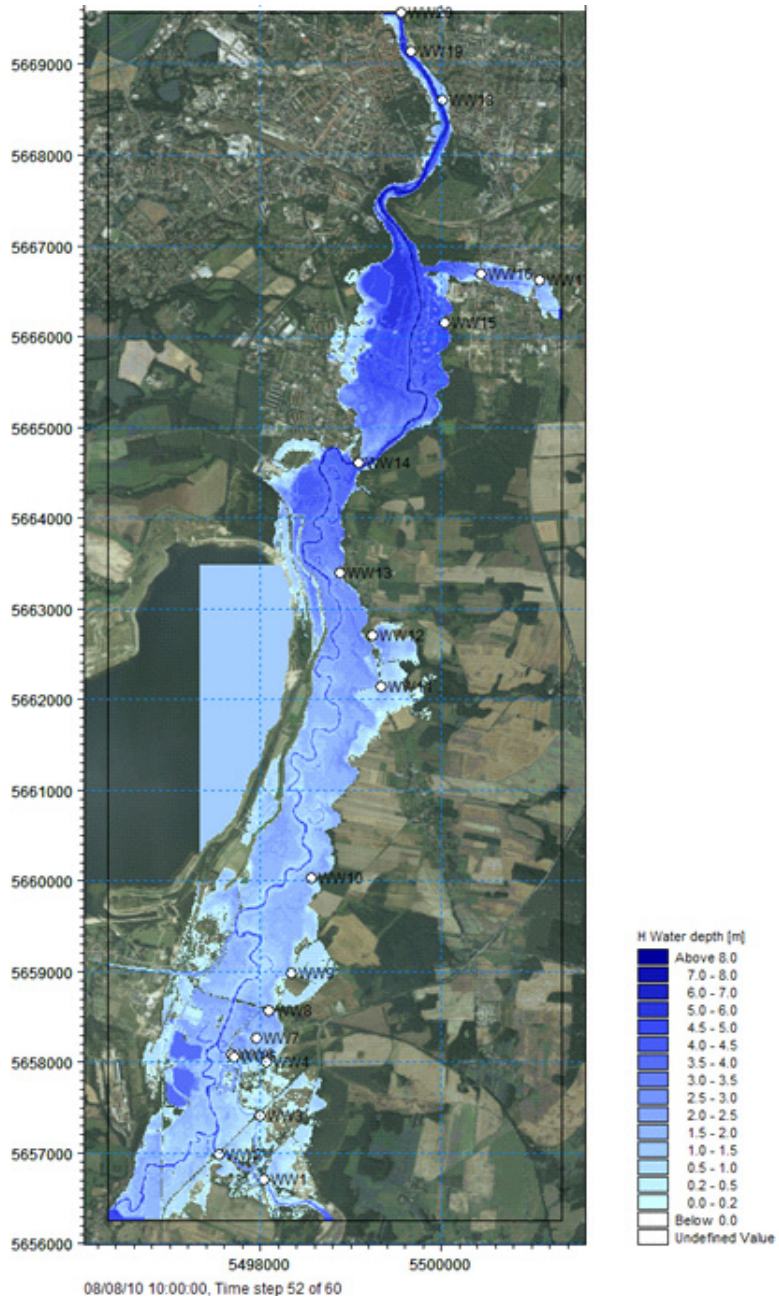 5669000
WW19
WW18
5668000
5667000
WW16
WW1
5666000
WW15
5665000
WW14
5664000
WW13
5663000
WW12
WW11
5662000
5661000
5660000
WW10
5659000
WW9
WW8
WW7
5658000
WW4
WW3
5657000
WW1
5656000
5498000
5500000
08/08/10 10:00:00, Time step 52 of 60
H Water depth [m]
Above 8.0
7.0 - 8.0
6.0 - 7.0
5.0 - 6.0
4.5 - 5.0
4.0 - 4.5
3.5 - 4.0
3.0 - 3.5
2.5 - 3.0
2.0 - 2.5
1.5 - 2.0
1.0 - 1.5
0.5 - 1.0
0.2 - 0.5
0.0 - 0.2
Below 0.0
Undefined Value